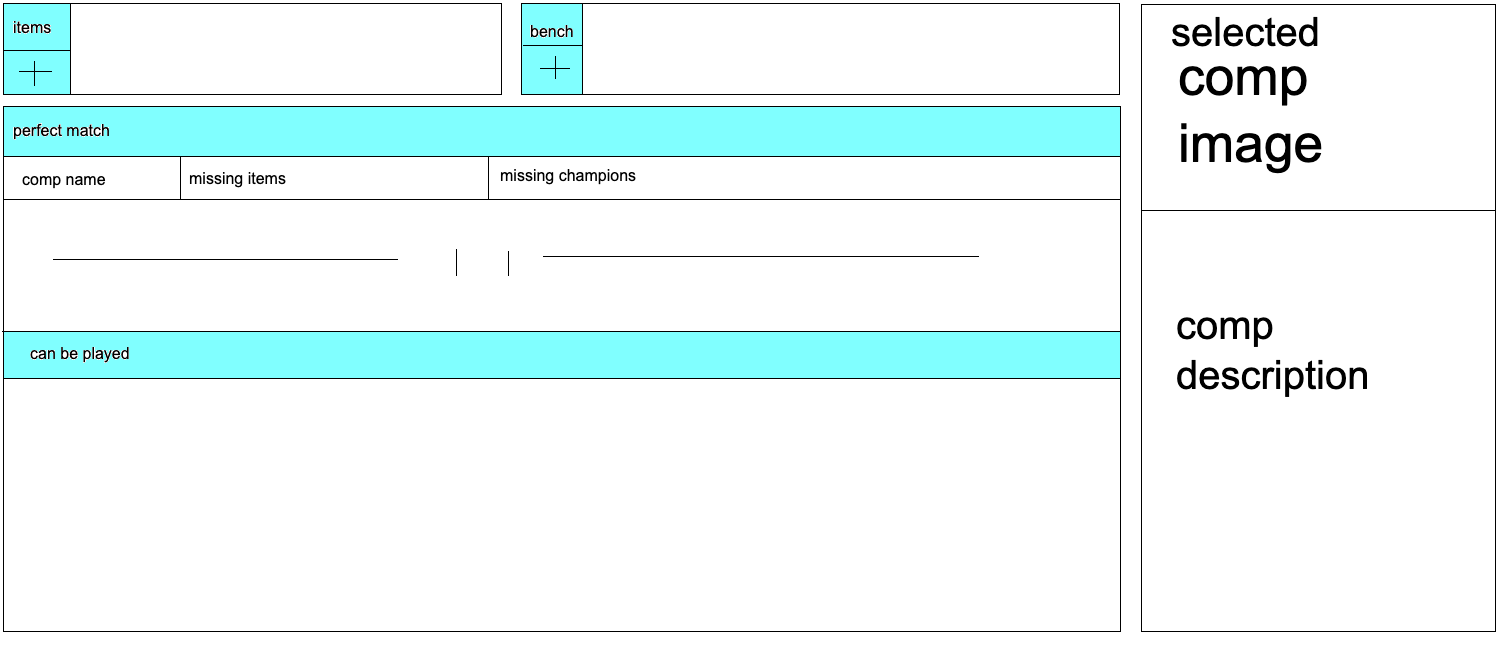 items
bench
perfect match
comp name
missing items
missing champions
can be played
selected
comp
image
comp
description